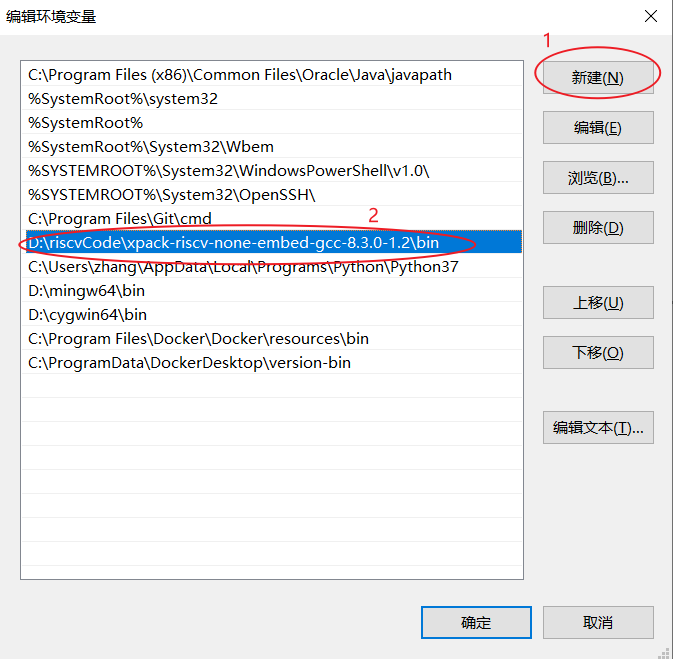 编辑环境变量
1
C:\Program Files (x86)\Common Files\Oracle\Java\javapath
新建(N)
%SystemRoot%\system32
%SystemRoot%
编辑(E)
%SystemRoot%\System32\Wbem
%SYSTEMROOT%\System32\WindowsPowerShell\v1.0\
浏览(B)...
%SYSTEMROOT%\System32\OpenSSH\
C:\Program Files\Git\cmd
2
删除(D)
D:\riscvCode\xpack-riscv-none-embed-gcc-8.3.0-1.2\bin
C:\Users\zhang\AppData\Local\Programs\Python\Python37
D:\mingw64\bin
上移(U)
D:\cygwin64\bin
C:\Program Files\Docker\Docker\resources\bin
下移(O)
C:\ProgramData\DockerDesktop\version-bin
编辑文本(T)...
确定
取消